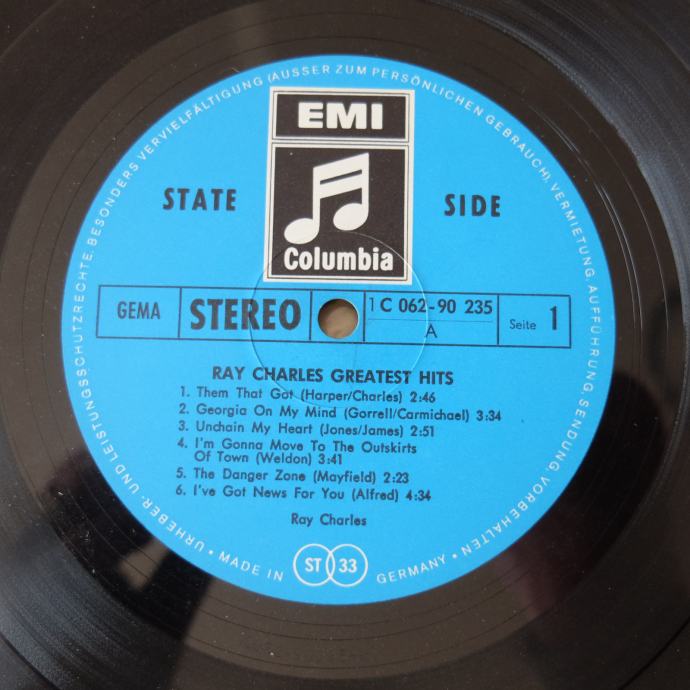 URHEBER- UND LEISTUNGSSCHUTZRECHTE, BESONDERS VERVIELFÄLTIGUNG (AUSSER ZUM PERSÖNLICHEN GEBRAUCH), VERMIETUNG, AUFFÜHRUNG, SENDUNG, VORBEHALTEN •
EMI
STATE SIDE
Columbia
GEMA STEREO 1 C 062-90 235 Seite 1
A
RAY CHARLES GREATEST HITS
1. Them That Got (Harper/Charles) 2:46
2. Georgia On My Mind (Gorrell/Carmichael) 3:34
3. Unchain My Heart (Jones/James) 2:51
4. I'm Gonna Move To The Outskirts
Of Town (Weldon) 3:41
5. The Danger Zone (Mayfield) 2:23
6. I've Got News For You (Alfred) 4:34
Ray Charles
• MADE IN ST 33 GERMANY •